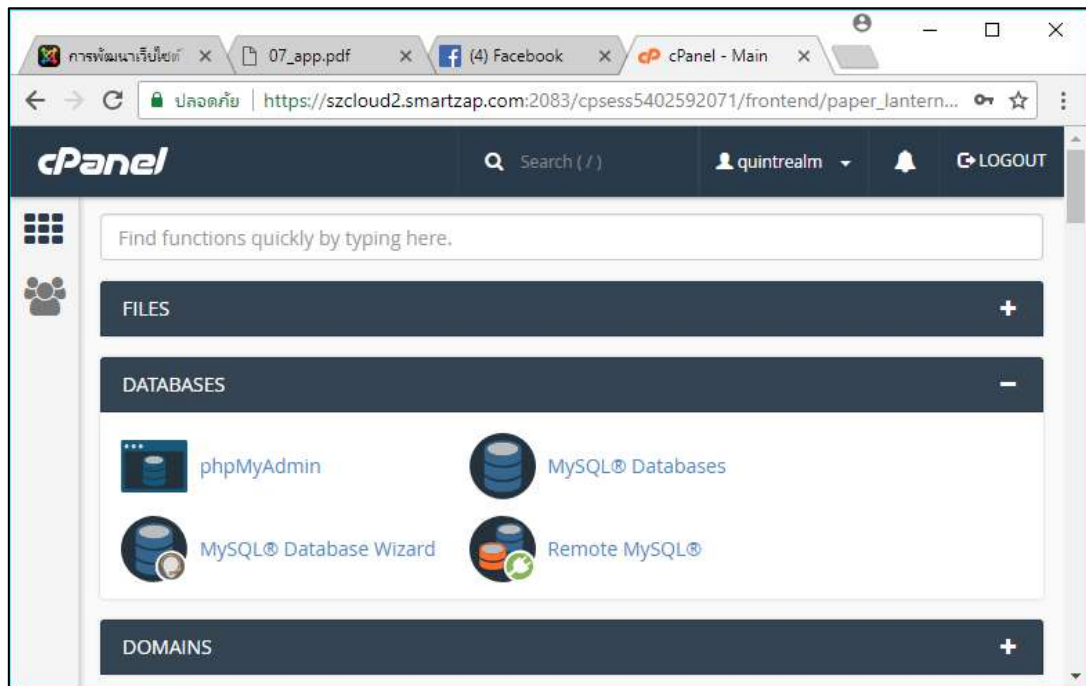 การพัฒนาเว็บไซต์
07_app.pdf
(4) Facebook
cP cPanel - Main
ปลอดภัย https://szcloud2.smartzap.com:2083/cpsess5402592071/frontend/paper_lantern...
cPanel
Search ( / )
quintrealm
LOGOUT
Find functions quickly by typing here.
FILES
DATABASES
phpMyAdmin
MySQL® Databases
MySQL® Database Wizard
Remote MySQL®
DOMAINS